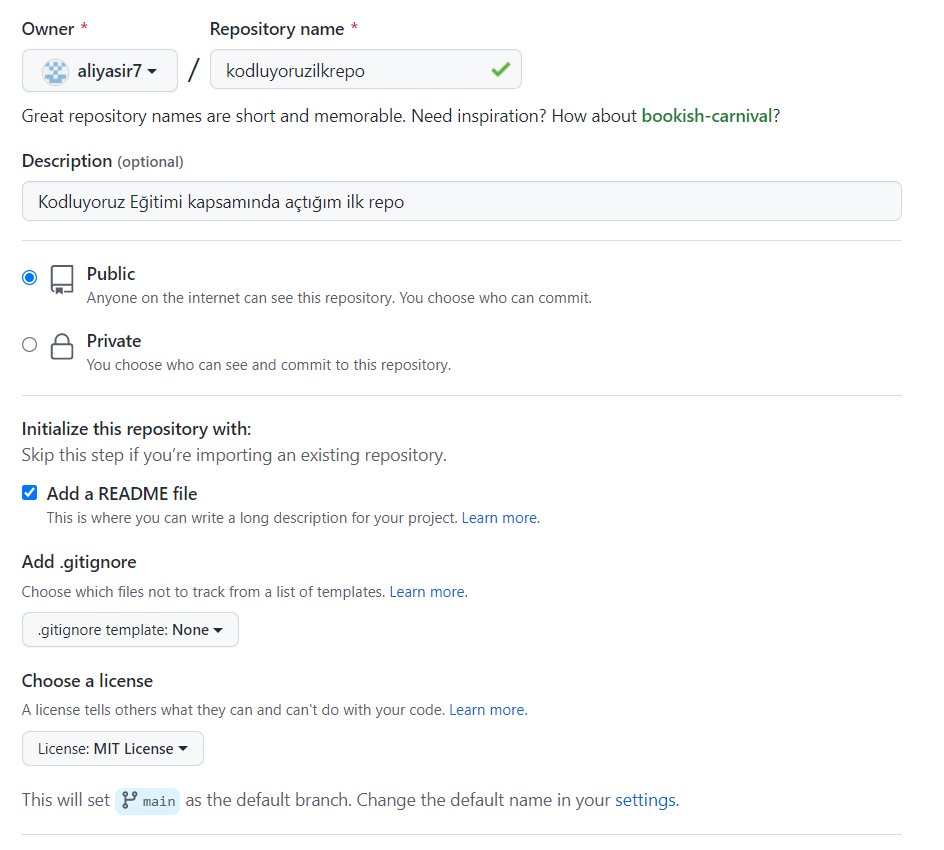 Owner * Repository name *
aliyasir7 / kodluyoruzilkrepo
Great repository names are short and memorable. Need inspiration? How about bookish-carnival?
Description (optional)
Kodluyoruz Eğitimi kapsamında açtığım ilk repo
Public
Anyone on the internet can see this repository. You choose who can commit.
Private
You choose who can see and commit to this repository.
Initialize this repository with:
Skip this step if you’re importing an existing repository.
Add a README file
This is where you can write a long description for your project. Learn more.
Add .gitignore
Choose which files not to track from a list of templates. Learn more.
.gitignore template: None
Choose a license
A license tells others what they can and can't do with your code. Learn more.
License: MIT License
This will set main as the default branch. Change the default name in your settings.